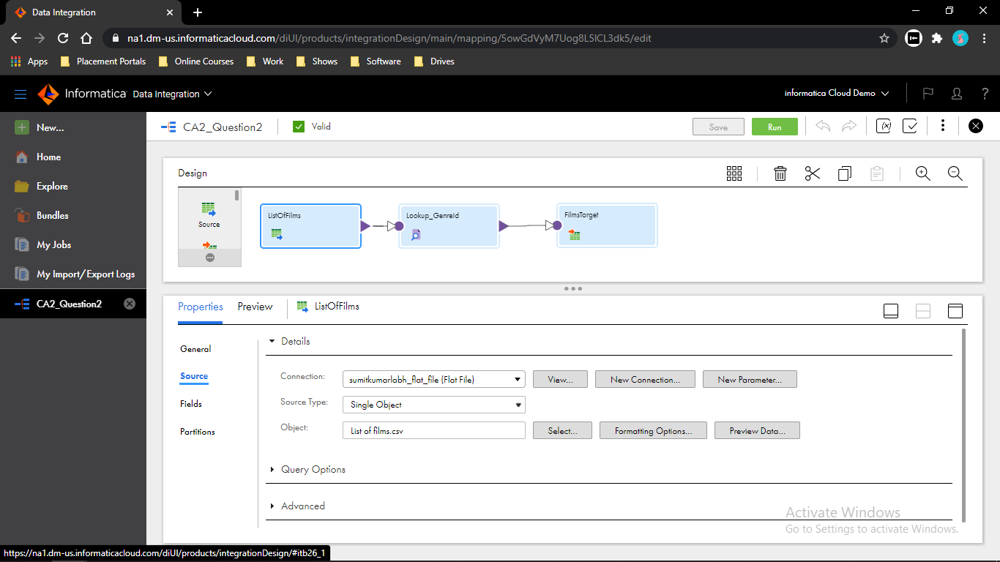 Data Integration
na1.dm-us.informaticacloud.com/diUI/products/integrationDesign/main/mapping/5owGdVyM7Uog8L5lCL3dk5/edit
Apps Placement Portals Online Courses Work Shows Software Drives
Informatica Data Integration informatica Cloud Demo ?
New...
Home
Explore
Bundles
My Jobs
My Import/Export Logs
CA2_Question2
CA2_Question2 Valid Save Run (x)
Design
Source
ListOfFilms Lookup_GenreId FilmsTarget
Properties Preview ListOfFilms
General
Source
Fields
Partitions
Details
Connection: sumitkumarlabh_flat_file (Flat File) View... New Connection... New Parameter...
Source Type: Single Object
Object: List of films.csv Select... Formatting Options... Preview Data...
Query Options
Advanced
Activate Windows
Go to Settings to activate Windows.
https://na1.dm-us.informaticacloud.com/diUI/products/integrationDesign/#itb26_1